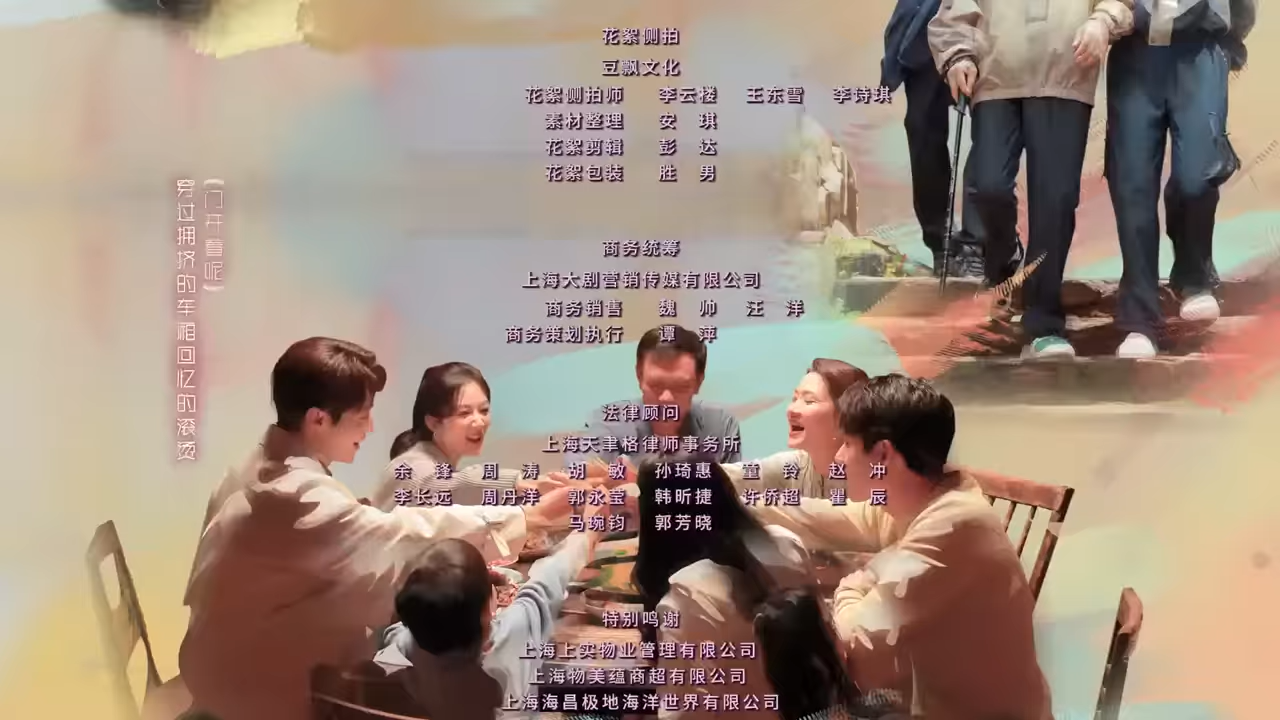 花絮侧拍
豆飘文化
花絮侧拍师 李云楼 王东雪 李诗琪
素材整理 安 琪
花絮剪辑 彭 达
花絮包装 胜 男
商务统筹
上海大剧营销传媒有限公司
商务销售 魏 帅 汪 洋
商务策划执行 谭 萍
法律顾问
上海天聿格律师事务所
余 锋 周 涛 胡 敏 孙琦惠 童 铃 赵 冲
李长远 周丹洋 郭永莹 韩昕捷 许侨超 瞿 辰
马琬钧 郭芳晓
特别鸣谢
上海上实物业管理有限公司
上海物美蕴商超有限公司
上海海昌极地海洋世界有限公司
《门开着呢》
穿过拥挤的车厢回忆的滚烫